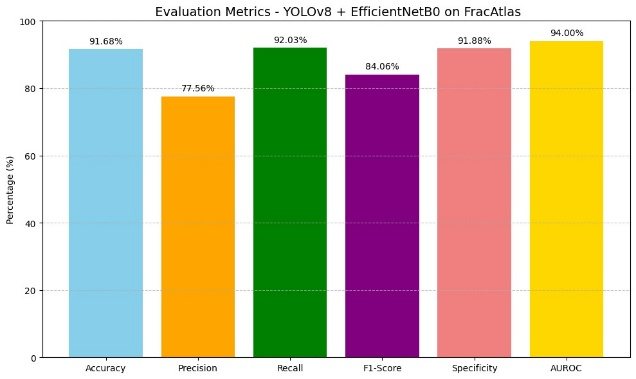 Evaluation Metrics - YOLOv8 + EfficientNetB0 on FracAtlas
100
80
60
40
20
0
Percentage (%)
91.68%
77.56%
92.03%
84.06%
91.88%
94.00%
Accuracy
Precision
Recall
F1-Score
Specificity
AUROC